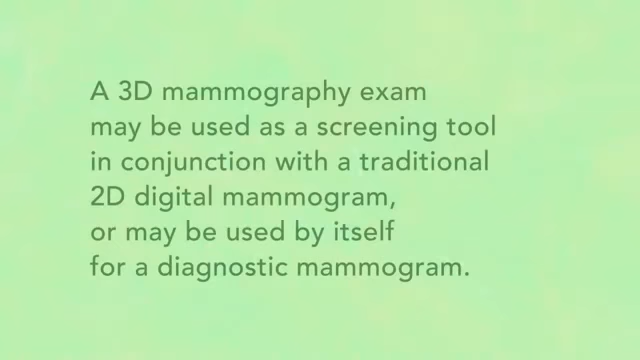 A 3D mammography exam
may be used as a screening tool
in conjunction with a traditional
2D digital mammogram,
or may be used by itself
for a diagnostic mammogram.